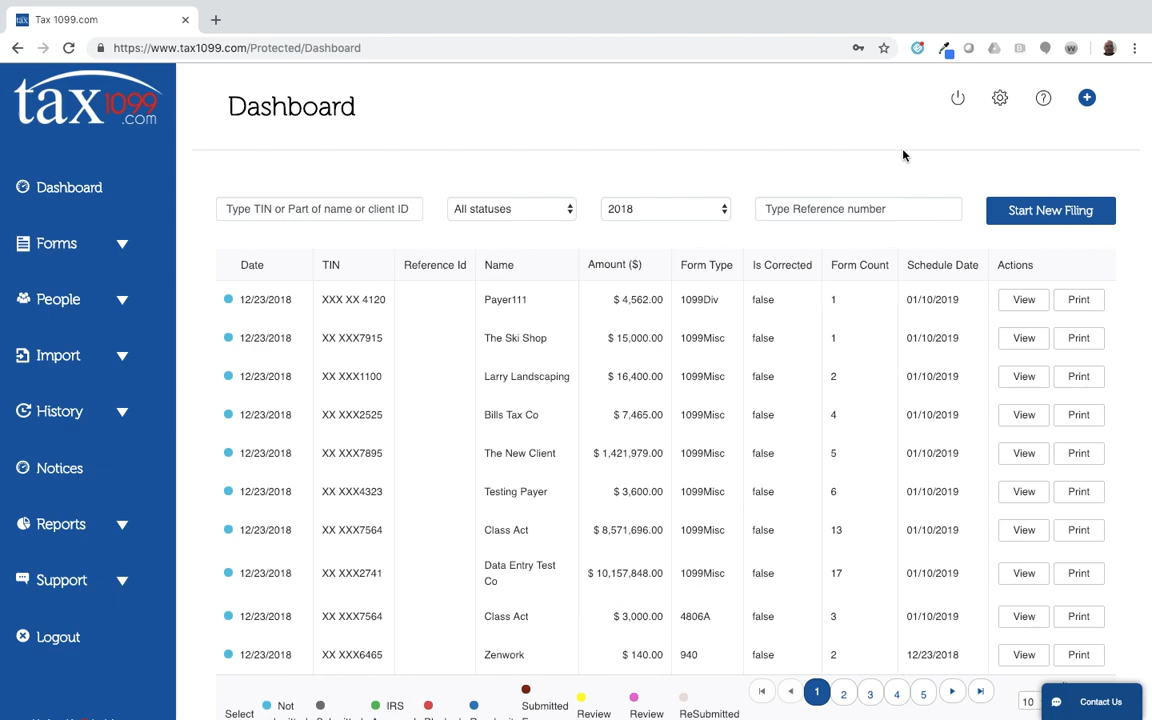 Tax 1099.com
https://www.tax1099.com/Protected/Dashboard
tax1099.com
Dashboard
Forms
People
Import
History
Notices
Reports
Support
Logout
Dashboard
Type TIN or Part of name or client ID All statuses 2018 Type Reference number Start New Filing
Date TIN Reference Id Name Amount ($) Form Type Is Corrected Form Count Schedule Date Actions
12/23/2018 XXX XX 4120 Payer111 $ 4,562.00 1099Div false 1 01/10/2019 View Print
12/23/2018 XX XXX7915 The Ski Shop $ 15,000.00 1099Misc false 1 01/10/2019 View Print
12/23/2018 XX XXX1100 Larry Landscaping $ 16,400.00 1099Misc false 2 01/10/2019 View Print
12/23/2018 XX XXX2525 Bills Tax Co $ 7,465.00 1099Misc false 4 01/10/2019 View Print
12/23/2018 XX XXX7895 The New Client $ 1,421,979.00 1099Misc false 5 01/10/2019 View Print
12/23/2018 XX XXX4323 Testing Payer $ 3,600.00 1099Misc false 6 01/10/2019 View Print
12/23/2018 XX XXX7564 Class Act $ 8,571,696.00 1099Misc false 13 01/10/2019 View Print
12/23/2018 XX XXX2741 Data Entry Test Co $ 10,157,848.00 1099Misc false 17 01/10/2019 View Print
12/23/2018 XX XXX7564 Class Act $ 3,000.00 4806A false 3 01/10/2019 View Print
12/23/2018 XX XXX6465 Zenwork $ 140.00 940 false 2 12/23/2018 View Print
1 2 3 4 5 10
Select Not IRS Submitted Review Review ReSubmitted
Contact Us